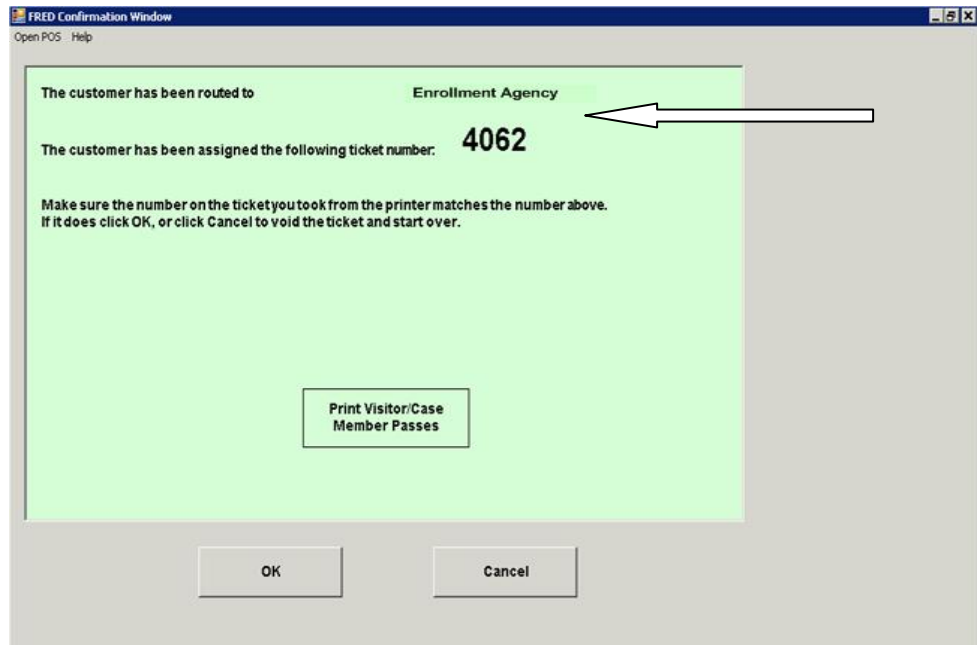 FRED Confirmation Window
Open POS Help
The customer has been routed to Enrollment Agency
The customer has been assigned the following ticket number: 4062
Make sure the number on the ticket you took from the printer matches the number above.
If it does click OK, or click Cancel to void the ticket and start over.
Print Visitor/Case
Member Passes
OK Cancel